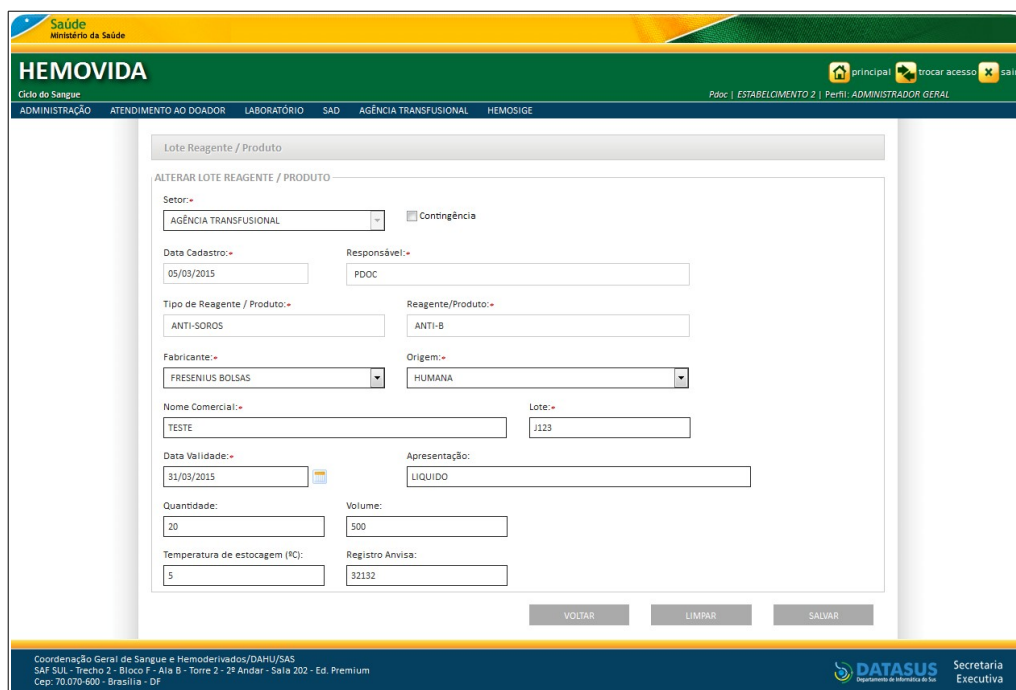 Saúde
Ministério da Saúde
HEMOVIDA
Ciclo do Sangue
principal trocar acesso sair
Pdoc | ESTABELCIMENTO 2 | Perfil: ADMINISTRADOR GERAL
ADMINISTRAÇÃO ATENDIMENTO AO DOADOR LABORATÓRIO SAD AGÊNCIA TRANSFUSIONAL HEMOSIGE
Lote Reagente / Produto
ALTERAR LOTE REAGENTE / PRODUTO
Setor:*
AGÊNCIA TRANSFUSIONAL Contingência
Data Cadastro:* Responsável:*
05/03/2015 PDOC
Tipo de Reagente / Produto:* Reagente/Produto:*
ANTI-SOROS ANTI-B
Fabricante:* Origem:*
FRESENIUS BOLSAS HUMANA
Nome Comercial:* Lote:*
TESTE J123
Data Validade:* Apresentação:
31/03/2015 LIQUIDO
Quantidade: Volume:
20 500
Temperatura de estocagem (ºC): Registro Anvisa:
5 32132
VOLTAR LIMPAR SALVAR
Coordenação Geral de Sangue e Hemoderivados/DAHU/SAS
SAF SUL - Trecho 2 - Bloco F - Ala B - Torre 2 - 2º Andar - Sala 202 - Ed. Premium
Cep: 70.070-600 - Brasília - DF
DATASUS
Departamento de Informática do Sus
Secretaria
Executiva